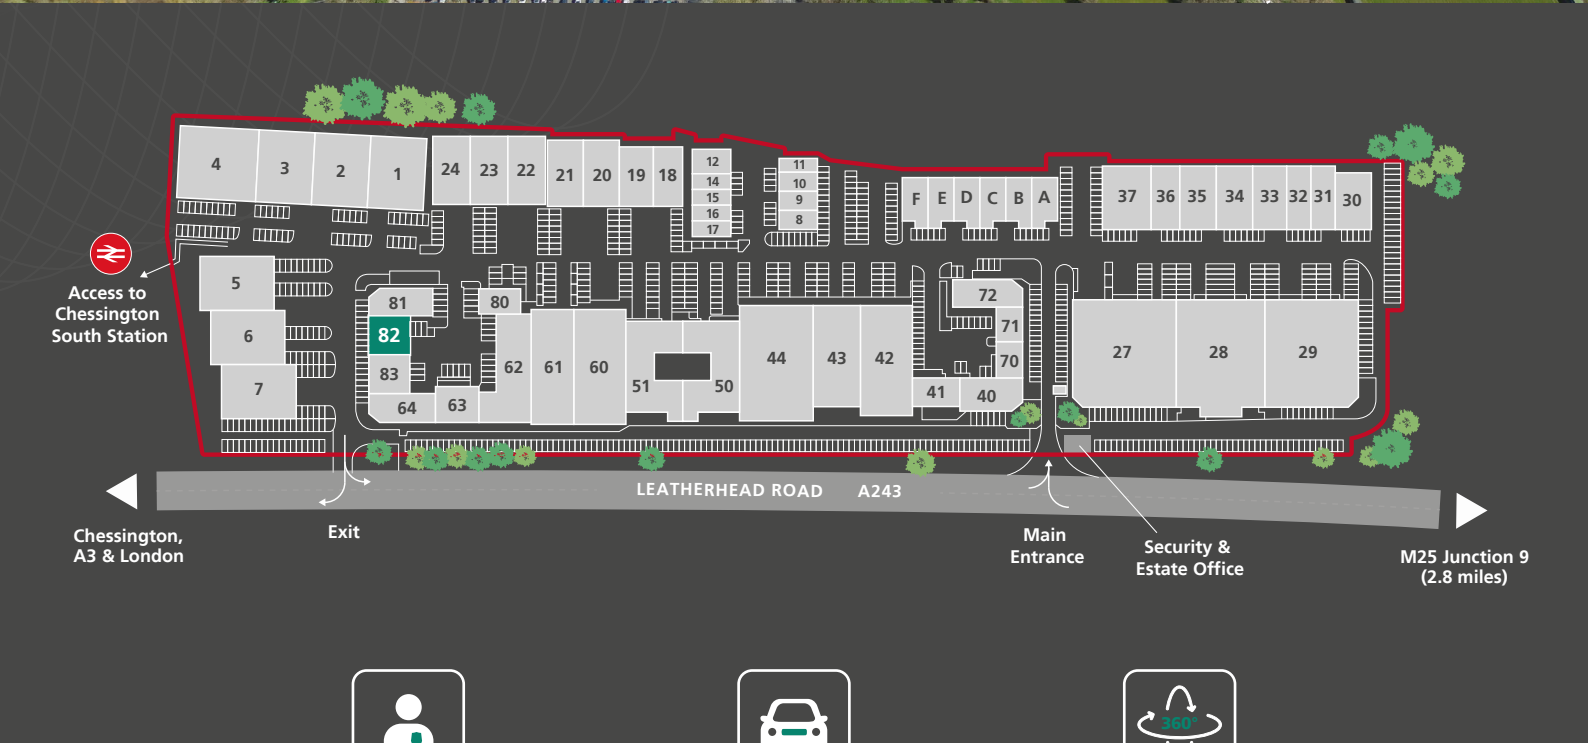 4
3
2
1
24
23
22
21
20
19
18
12
14
15
16
17
11
10
9
8
F
E
D
C
B
A
37
36
35
34
33
32
31
30
Access to
Chessington
South Station
5
6
7
81
82
83
64
63
80
62
61
60
51
50
44
43
42
41
40
72
71
70
27
28
29
LEATHERHEAD ROAD A243
Chessington,
A3 & London
Exit
Main
Entrance
Security &
Estate Office
M25 Junction 9
(2.8 miles)
360°